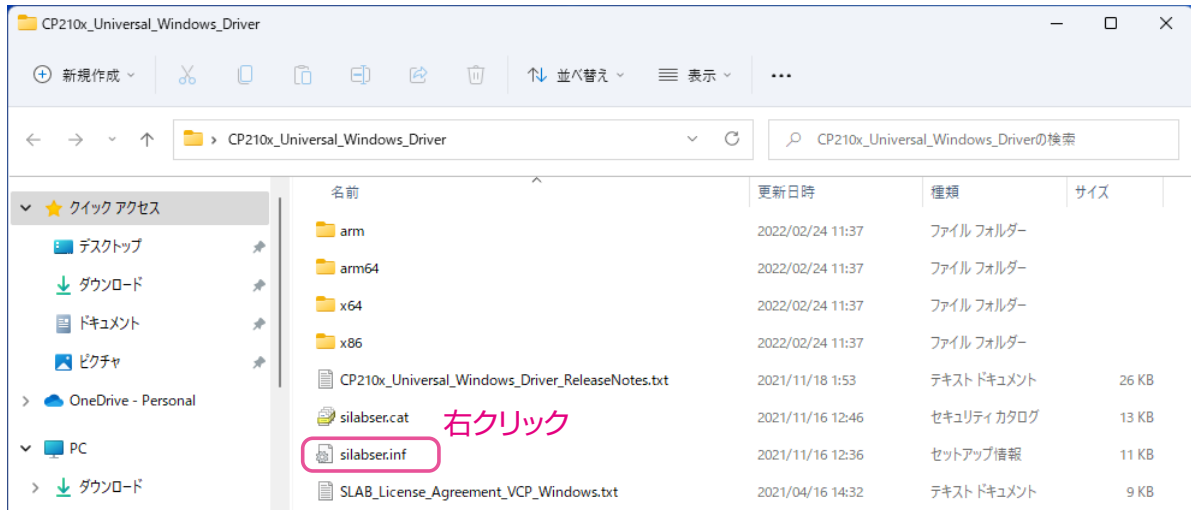 CP210x_Universal_Windows_Driver
新規作成 並べ替え 表示 ...
CP210x_Universal_Windows_Driver CP210x_Universal_Windows_Driverの検索
名前 更新日時 種類 サイズ
クイック アクセス
デスクトップ
ダウンロード
ドキュメント
ピクチャ
OneDrive - Personal
PC
ダウンロード
arm 2022/02/24 11:37 ファイル フォルダー
arm64 2022/02/24 11:37 ファイル フォルダー
x64 2022/02/24 11:37 ファイル フォルダー
x86 2022/02/24 11:37 ファイル フォルダー
CP210x_Universal_Windows_Driver_ReleaseNotes.txt 2021/11/18 1:53 テキスト ドキュメント 26 KB
silabser.cat 2021/11/16 12:46 セキュリティ カタログ 13 KB
右クリック
silabser.inf 2021/11/16 12:36 セットアップ情報 11 KB
SLAB_License_Agreement_VCP_Windows.txt 2021/04/16 14:32 テキスト ドキュメント 9 KB